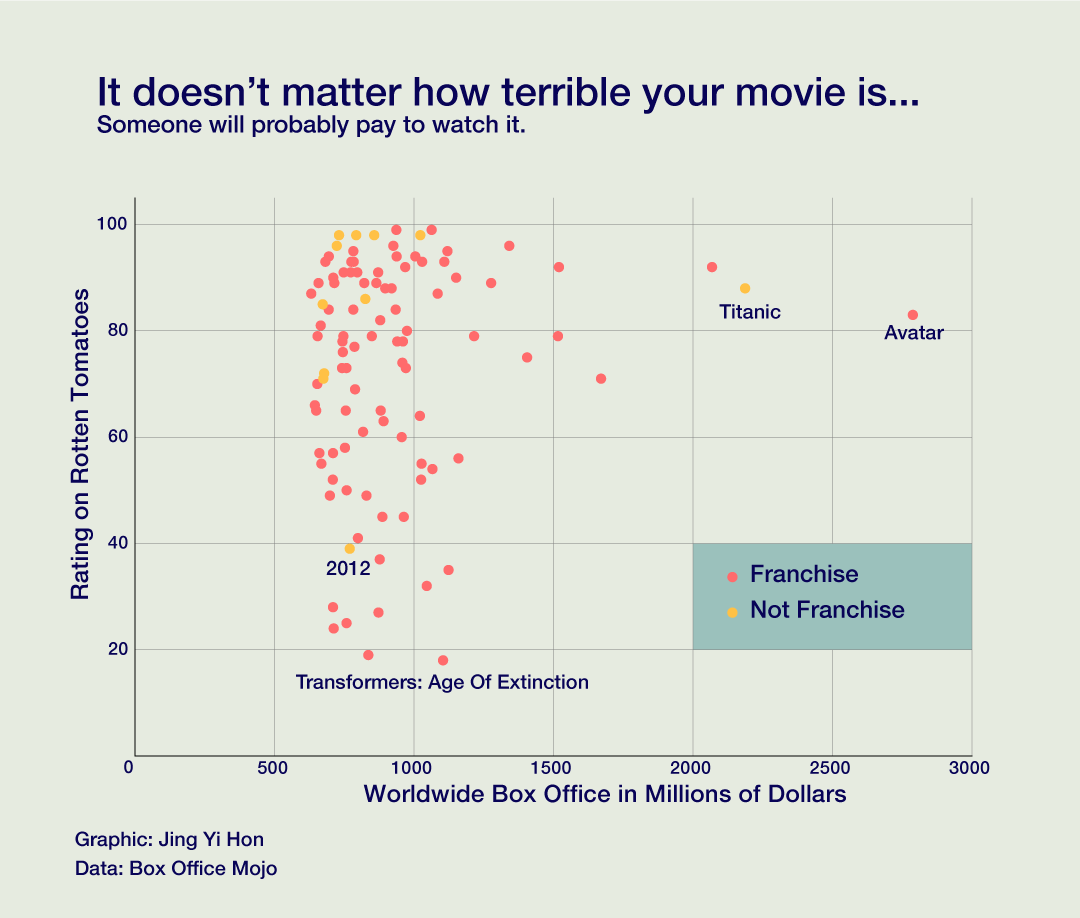 It doesn’t matter how terrible your movie is...
Someone will probably pay to watch it.
Rating on Rotten Tomatoes
100
80
60
40
20
Titanic
Avatar
2012
Transformers: Age Of Extinction
Franchise
Not Franchise
0 500 1000 1500 2000 2500 3000
Worldwide Box Office in Millions of Dollars
Graphic: Jing Yi Hon
Data: Box Office Mojo